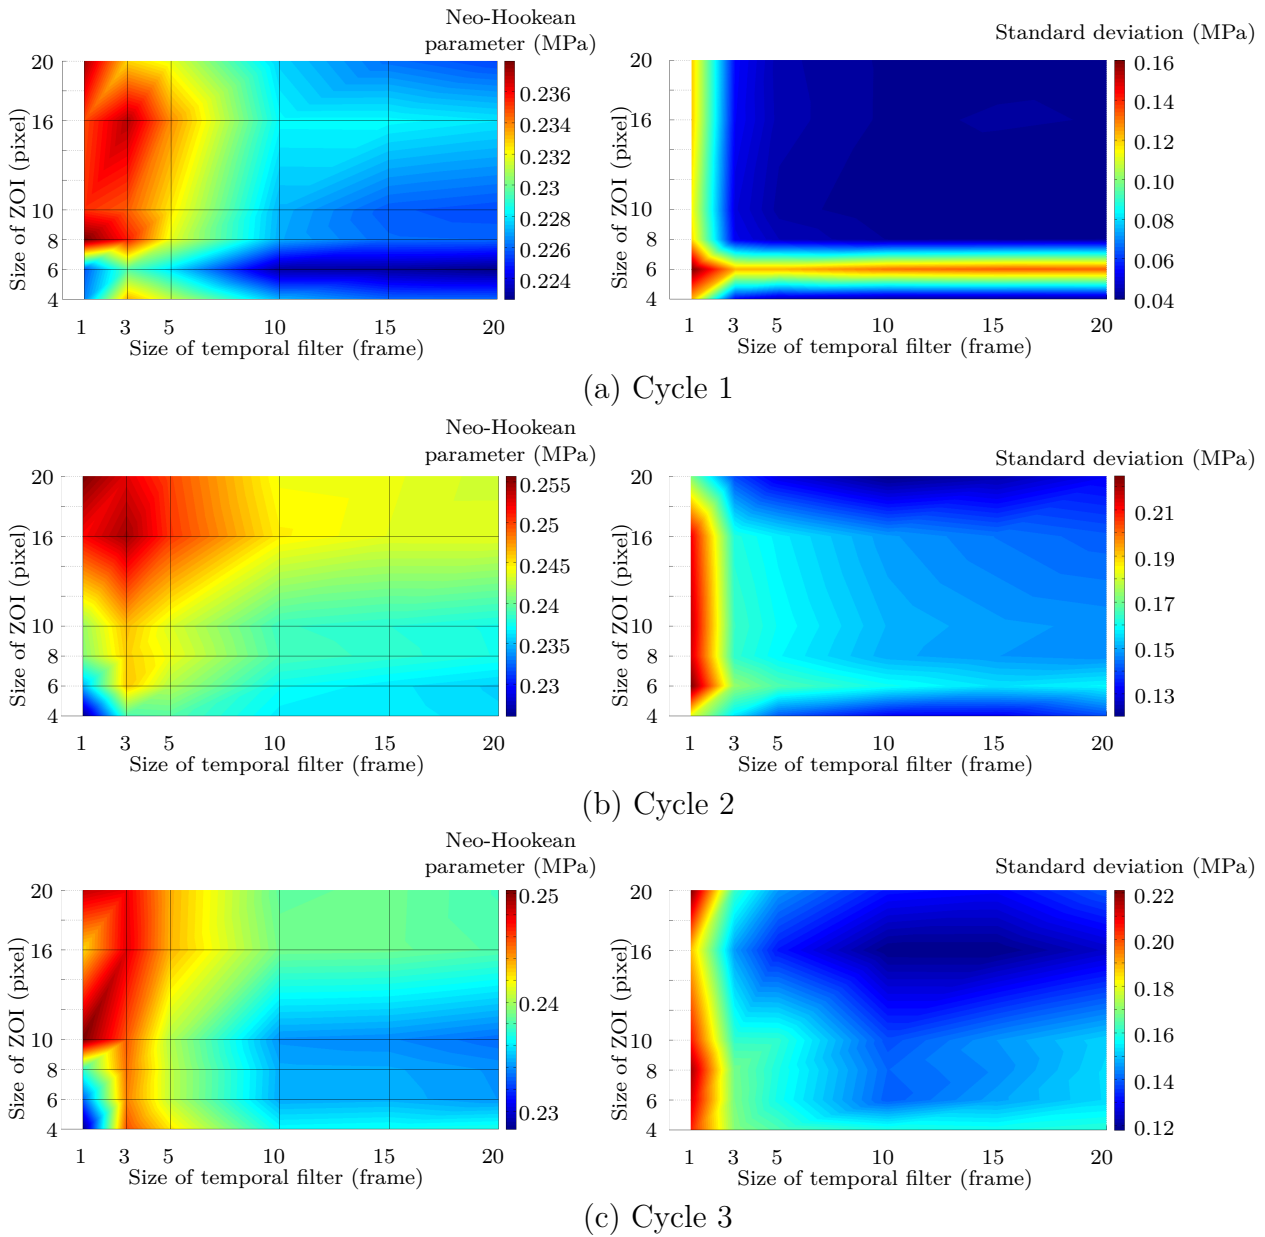 Neo-Hookean
parameter (MPa)
Standard deviation (MPa)
Size of ZOI (pixel)
20
16
10
8
6
4
1 3 5 10 15 20
Size of temporal filter (frame)
0.236
0.234
0.232
0.23
0.228
0.226
0.224
Size of ZOI (pixel)
20
16
10
8
6
4
1 3 5 10 15 20
Size of temporal filter (frame)
0.16
0.14
0.12
0.10
0.08
0.06
0.04
(a) Cycle 1
Neo-Hookean
parameter (MPa)
Standard deviation (MPa)
Size of ZOI (pixel)
20
16
10
8
6
4
1 3 5 10 15 20
Size of temporal filter (frame)
0.255
0.25
0.245
0.24
0.235
0.23
Size of ZOI (pixel)
20
16
10
8
6
4
1 3 5 10 15 20
Size of temporal filter (frame)
0.21
0.19
0.17
0.15
0.13
(b) Cycle 2
Neo-Hookean
parameter (MPa)
Standard deviation (MPa)
Size of ZOI (pixel)
20
16
10
8
6
4
1 3 5 10 15 20
Size of temporal filter (frame)
0.25
0.24
0.23
Size of ZOI (pixel)
20
16
10
8
6
4
1 3 5 10 15 20
Size of temporal filter (frame)
0.22
0.20
0.18
0.16
0.14
0.12
(c) Cycle 3